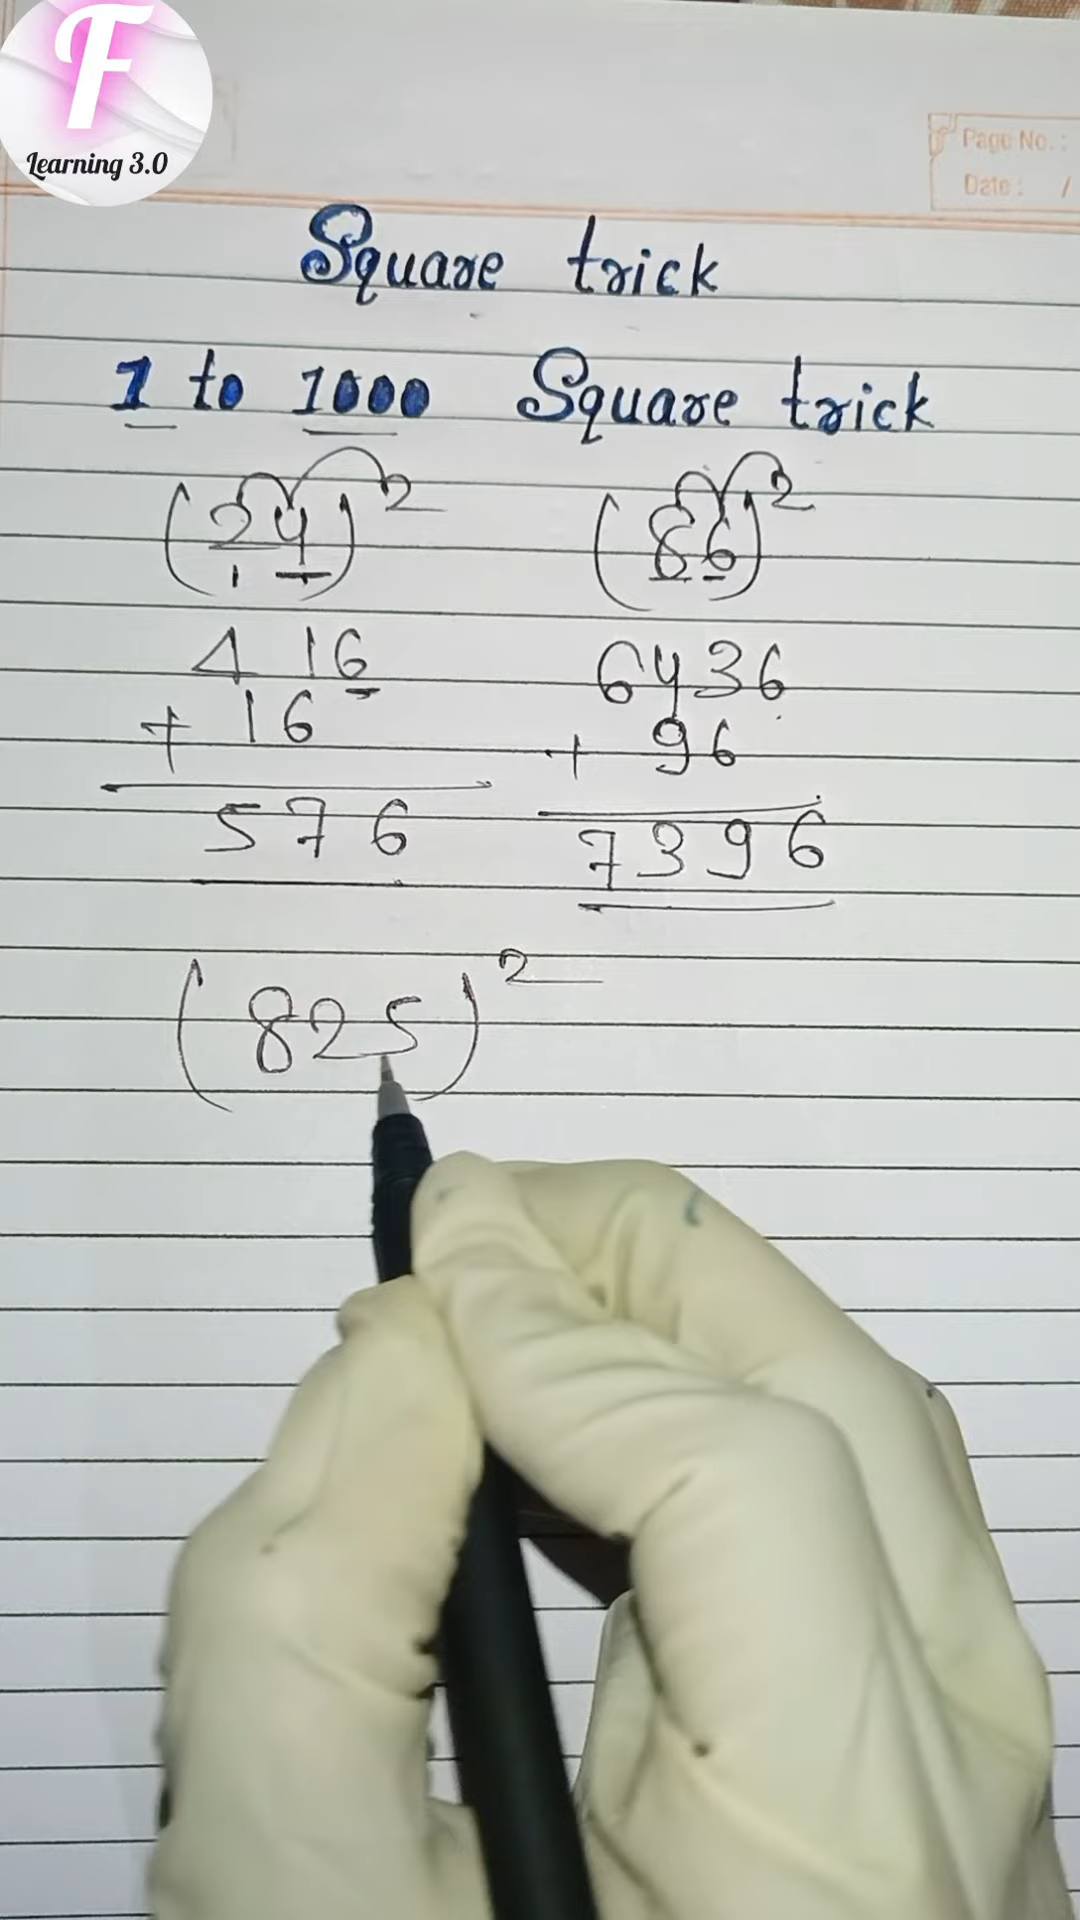 F
Learning 3.0
Page No.:
Date: /
Square trick
1 to 1000 Square trick
(24)² (86)²
4 16 6436
+ 16 + 96
576 7396
(825)²